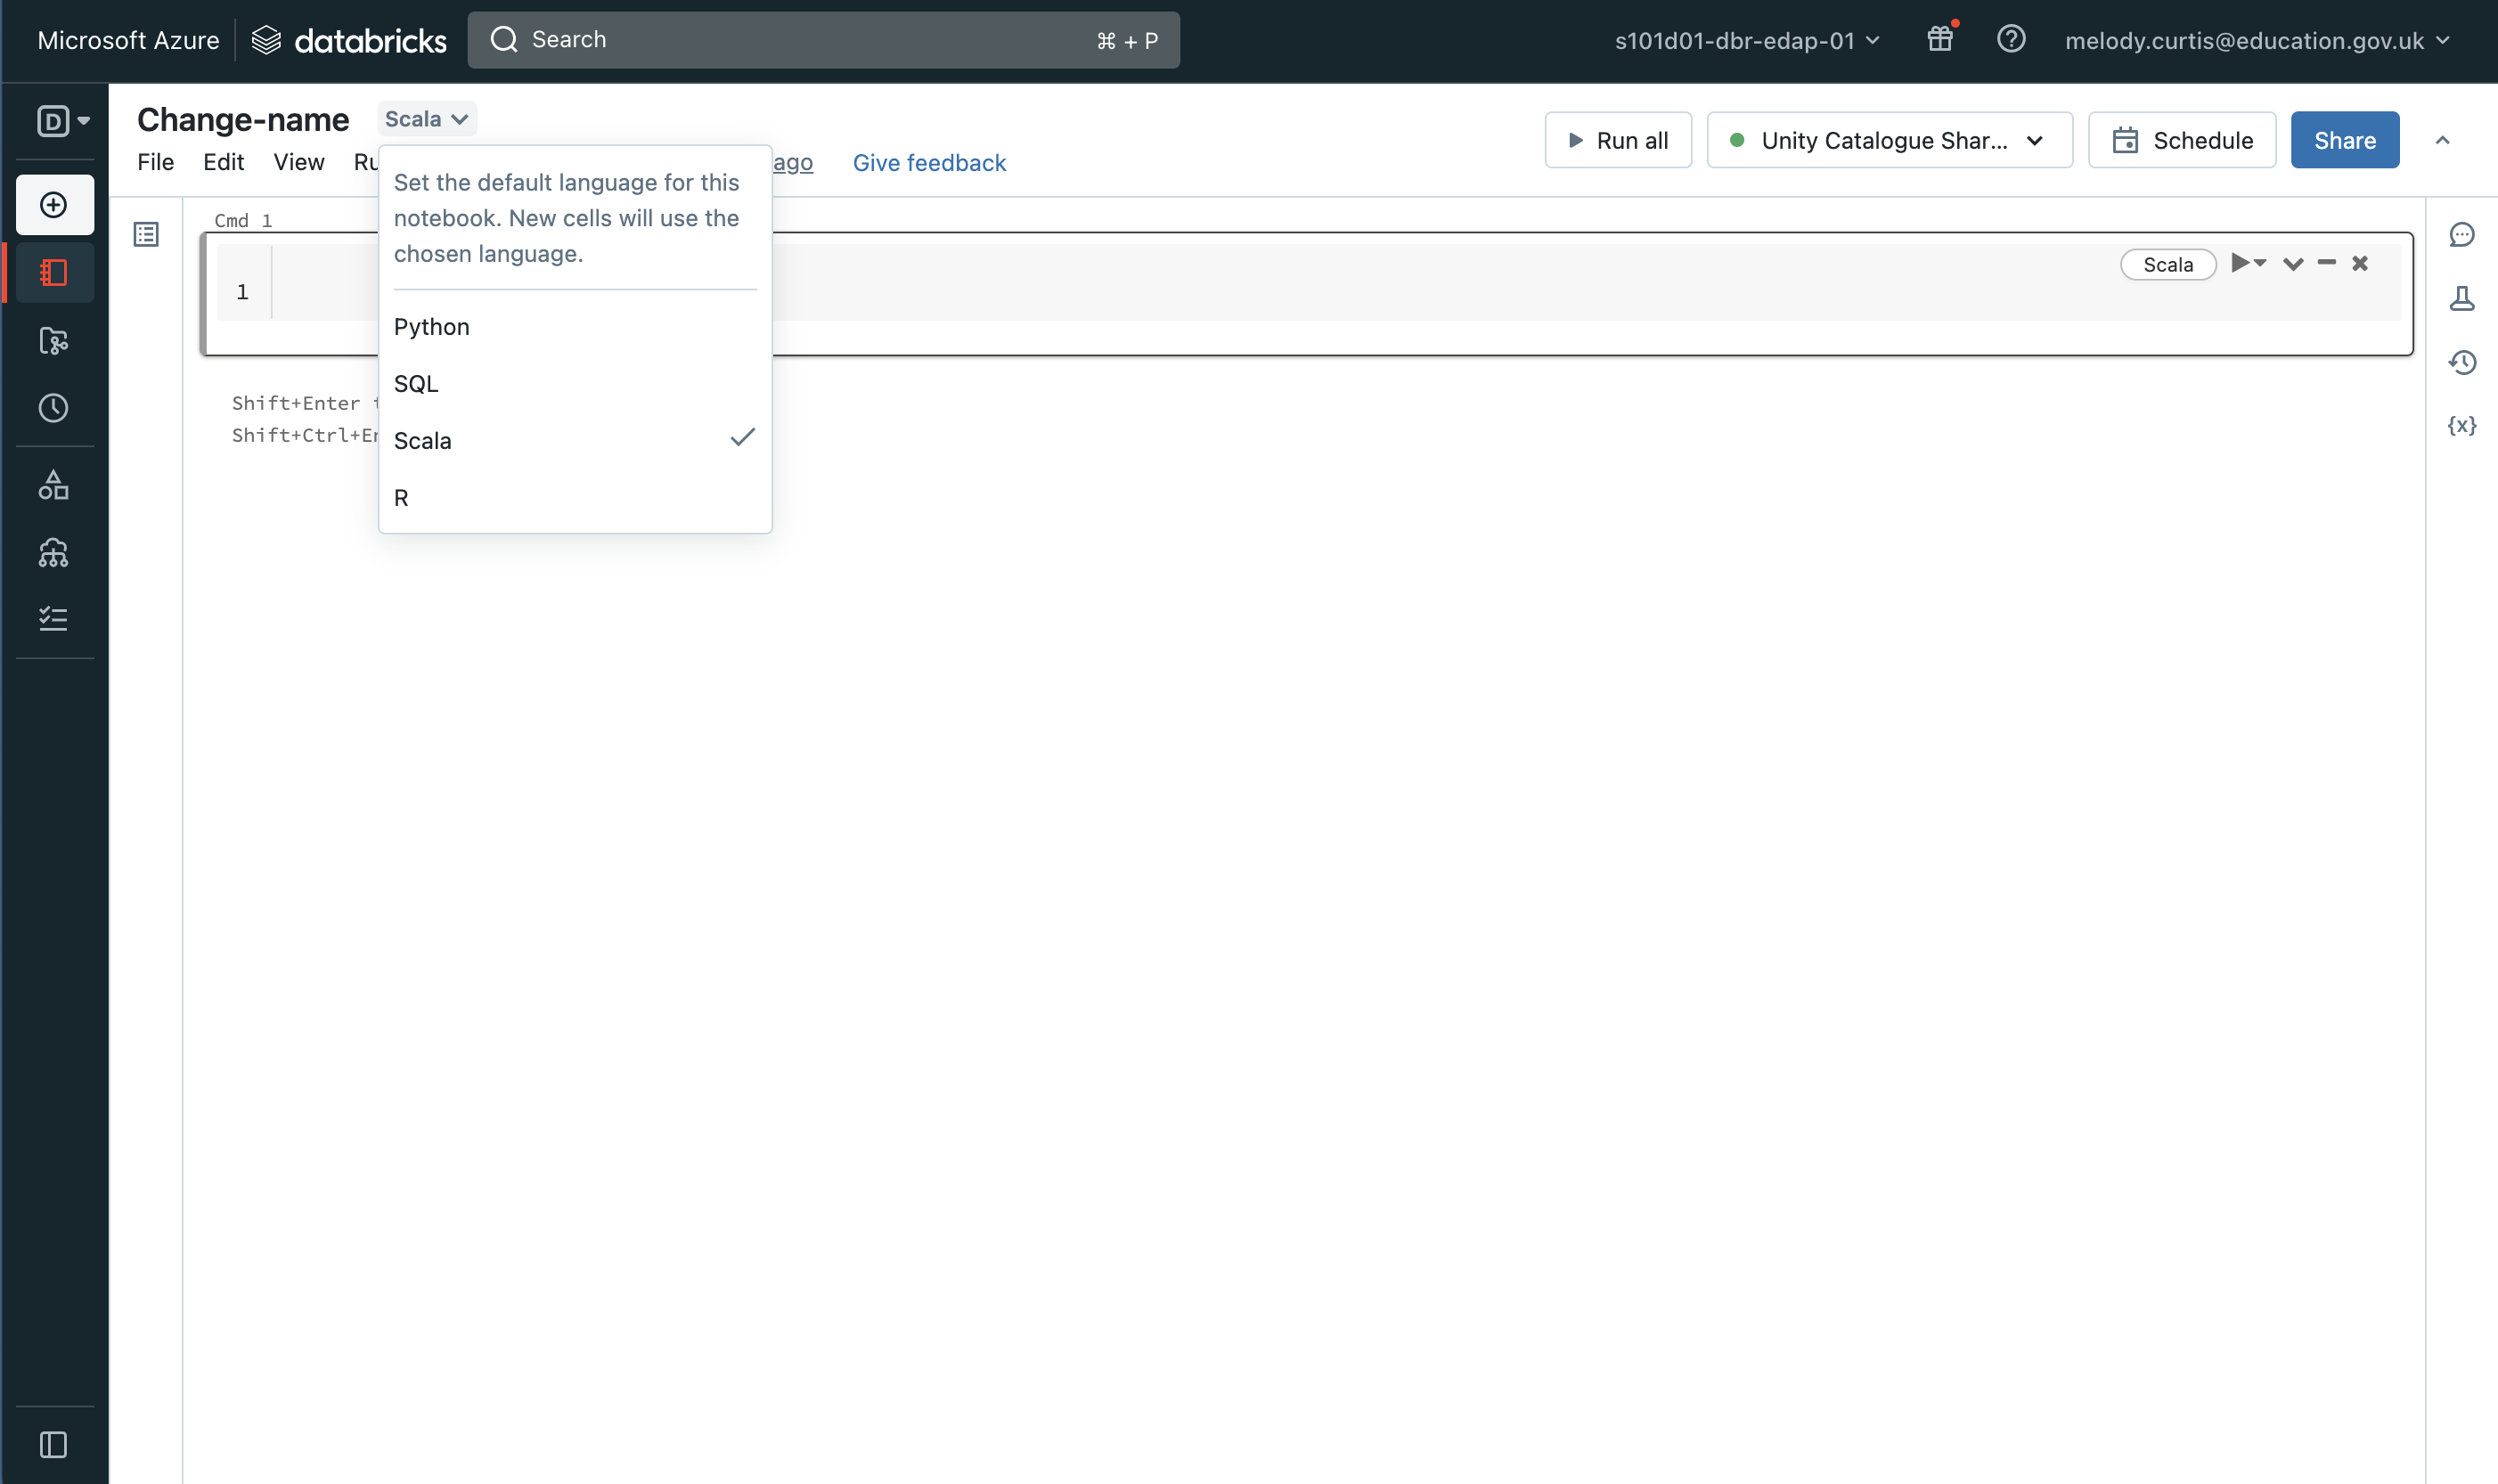 Microsoft Azure databricks Search ⌘ + P s101d01-dbr-edap-01 melody.curtis@education.gov.uk
D
Change-name Scala
File Edit View Ru ago Give feedback
Run all Unity Catalogue Shar... Schedule Share
Set the default language for this
notebook. New cells will use the
chosen language.
Python
SQL
Scala
R
Cmd 1
1
Scala
Shift+Enter
Shift+Ctrl+En
{x}